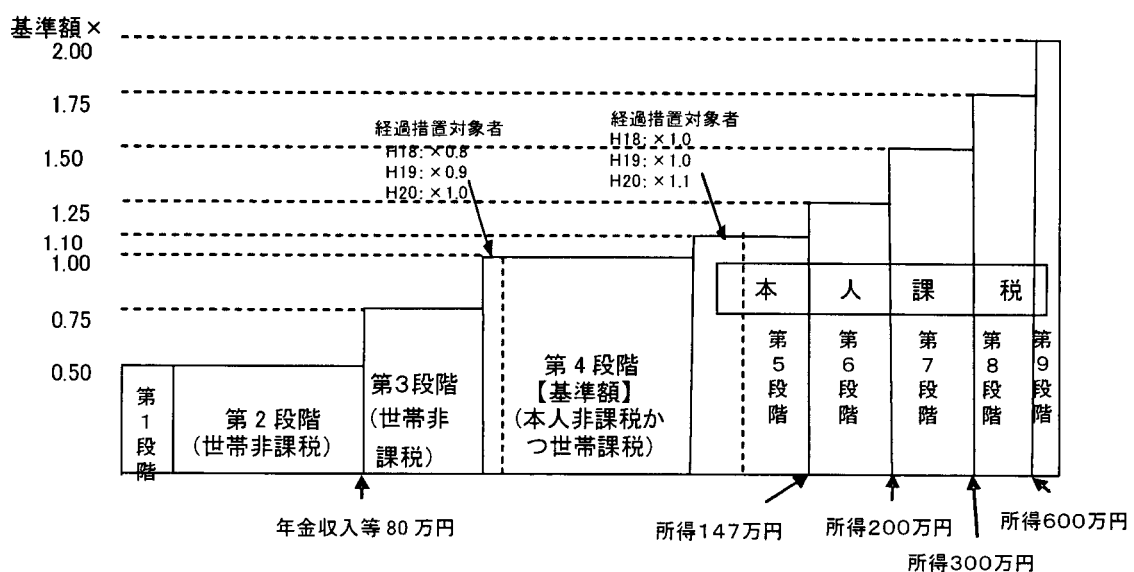 基準額×
2.00
1.75
1.50
1.25
1.10
1.00
0.75
0.50
経過措置対象者
H18:×0.8
H19:×0.9
H20:×1.0
経過措置対象者
H18:×1.0
H19:×1.0
H20:×1.1
本人課税
第1段階
第2段階
(世帯非課税)
第3段階
(世帯非
課税)
第4段階
【基準額】
(本人非課税か
つ世帯課税)
第5段階
第6段階
第7段階
第8段階
第9段階
年金収入等80万円
所得147万円
所得200万円
所得300万円
所得600万円